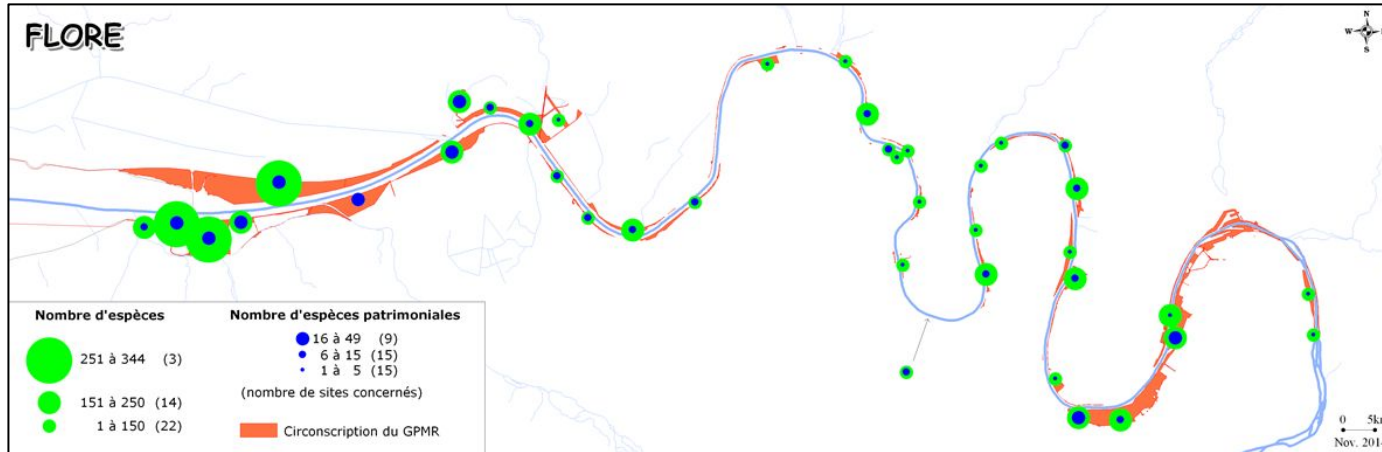 FLORE
N
W
S
Nombre d'espèces
251 à 344 (3)
151 à 250 (14)
1 à 150 (22)
Nombre d'espèces patrimoniales
16 à 49 (9)
6 à 15 (15)
1 à 5 (15)
(nombre de sites concernés)
Circonscription du GPMR
0 5km